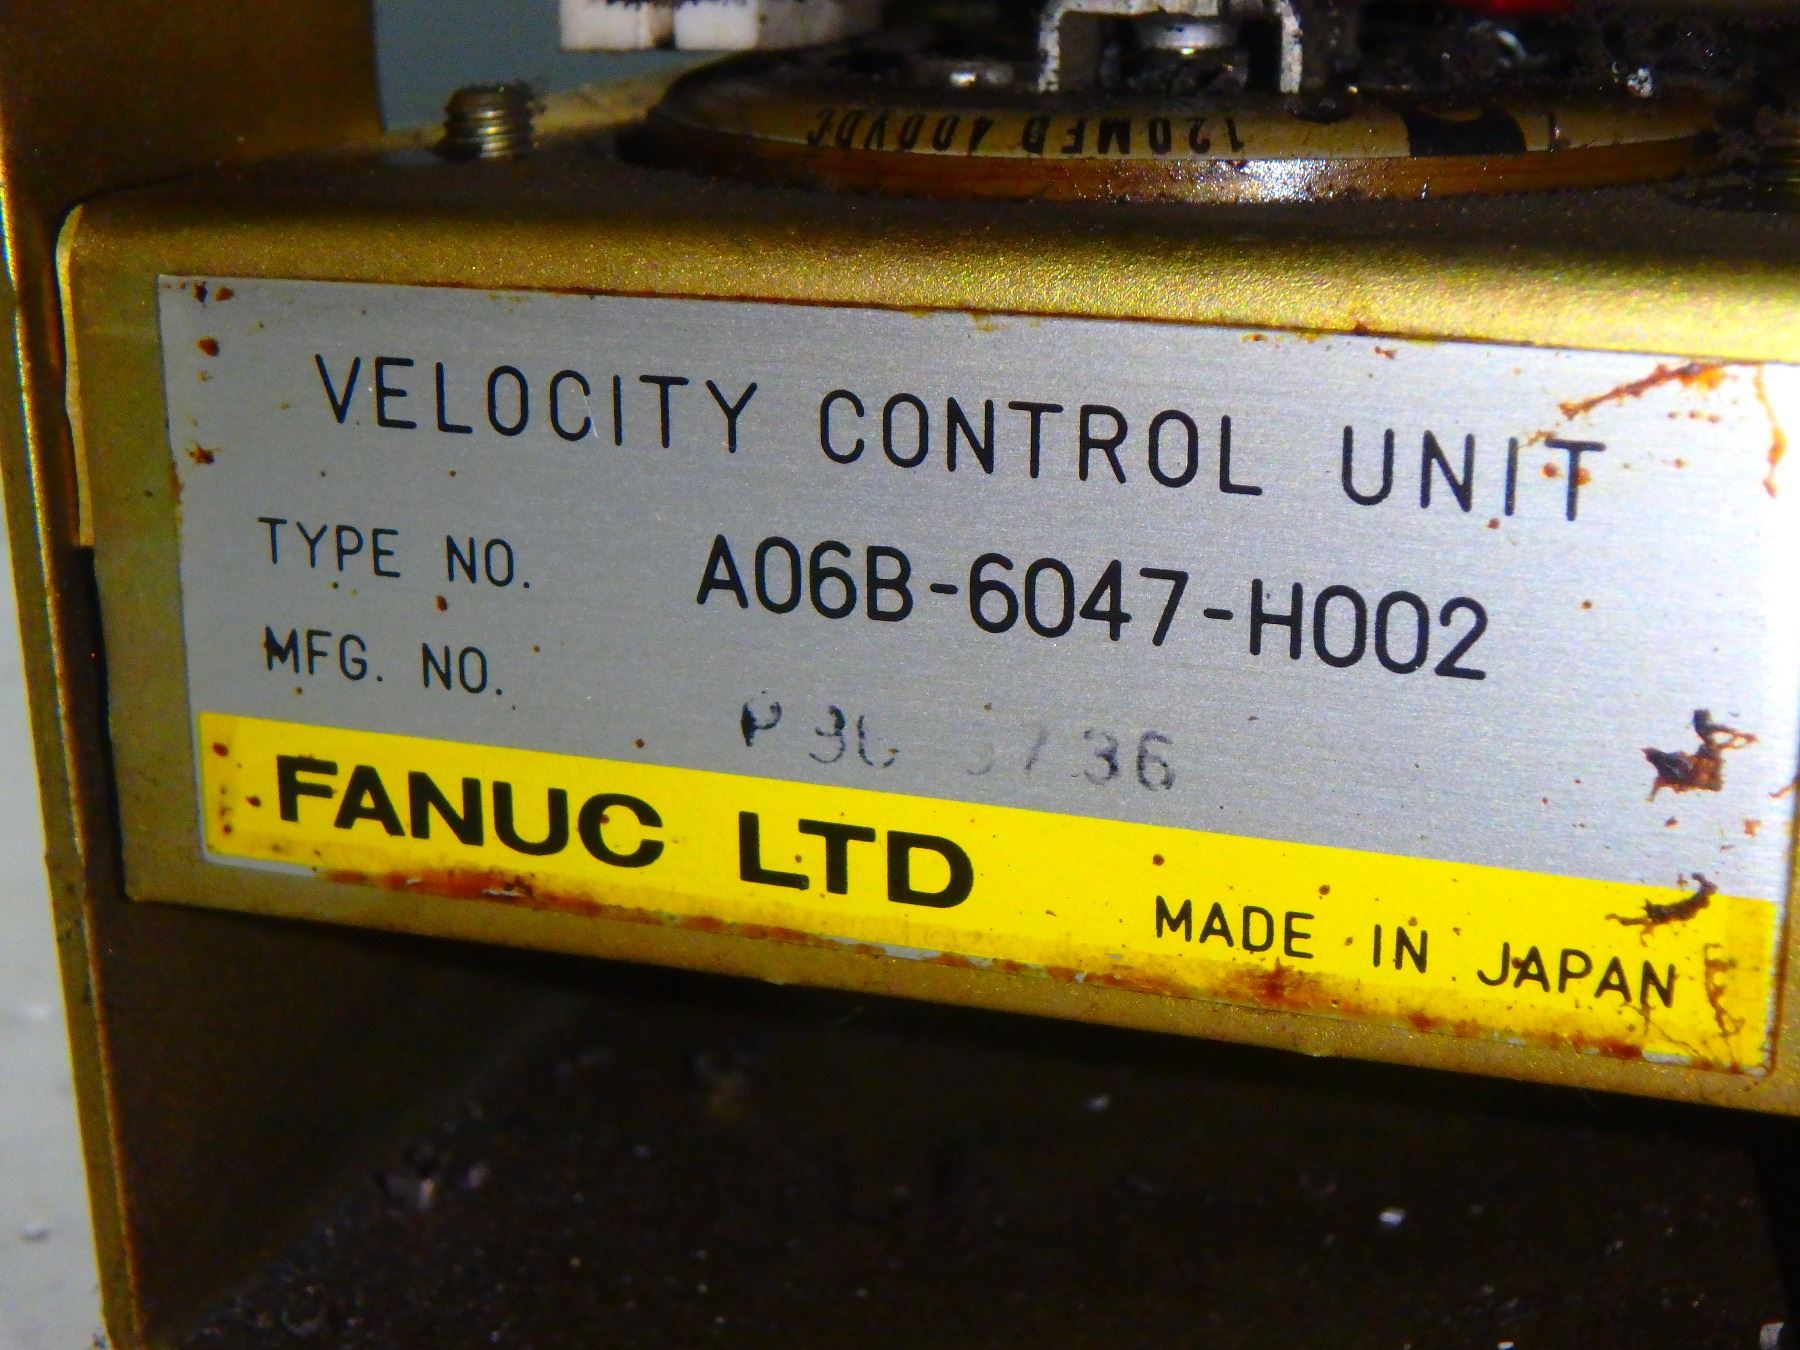 120MFD 400VDC
VELOCITY CONTROL UNIT
TYPE NO. A06B-6047-H002
MFG. NO.
FANUC LTD
MADE IN JAPAN